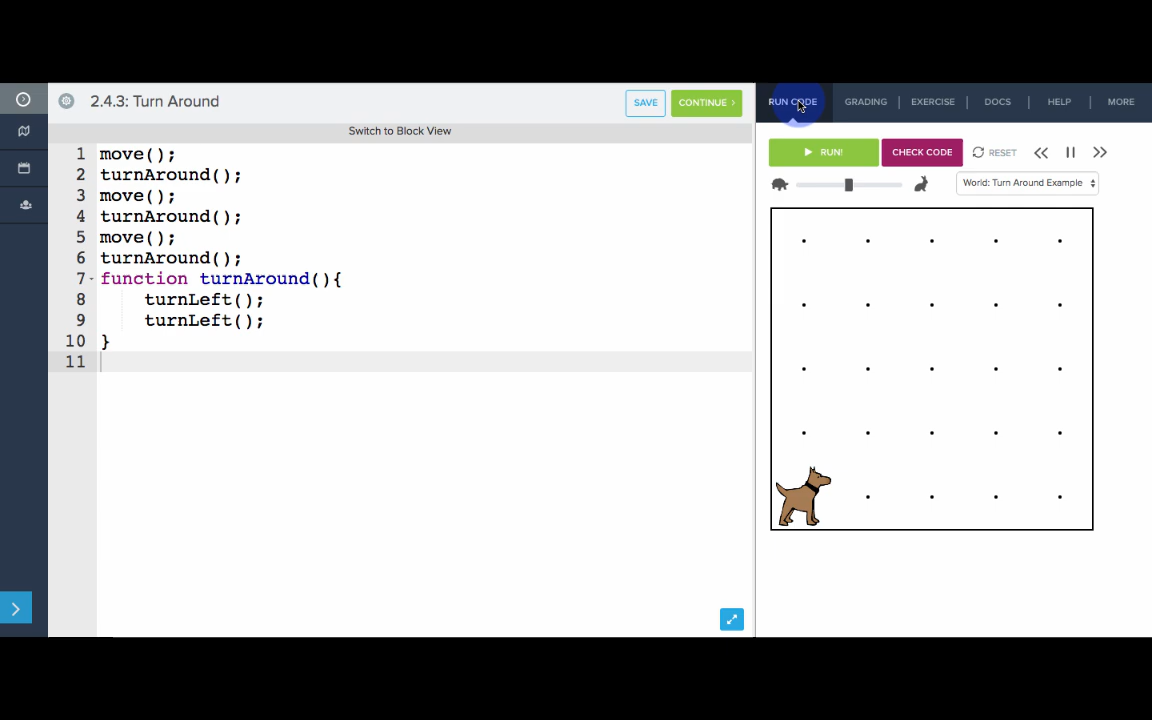 2.4.3: Turn Around
SAVE
CONTINUE
RUN CODE
GRADING
EXERCISE
DOCS
HELP
MORE
Switch to Block View
RUN!
CHECK CODE
RESET
World: Turn Around Example
1 move();
2 turnAround();
3 move();
4 turnAround();
5 move();
6 turnAround();
7 function turnAround(){
8 turnLeft();
9 turnLeft();
10 }
11